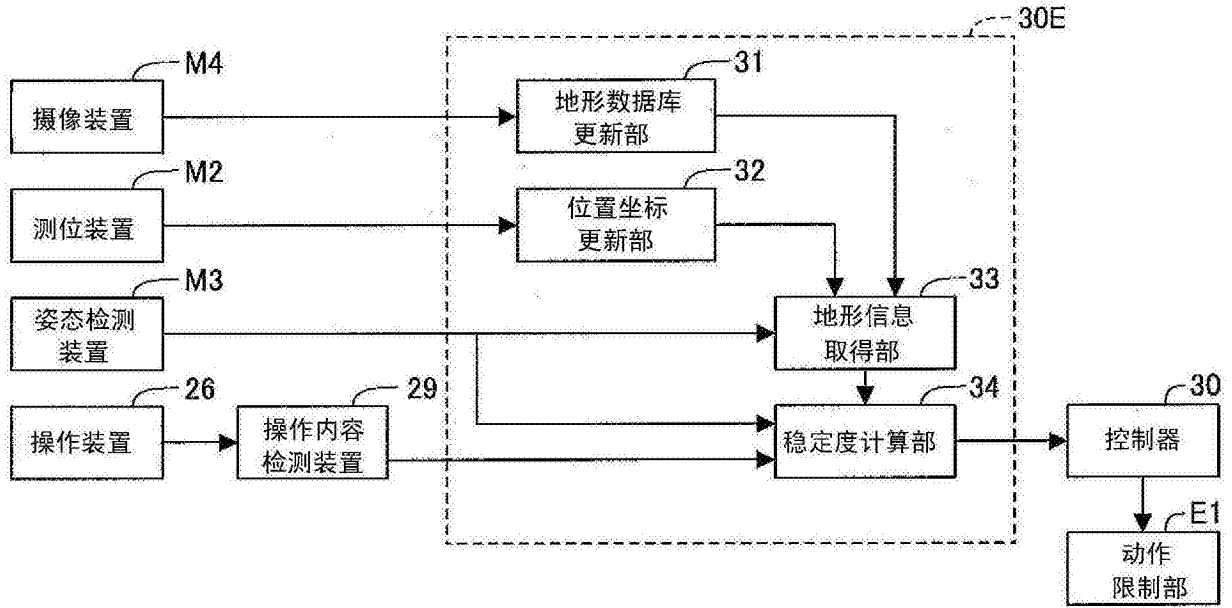 30E
M4
摄像装置
31
地形数据库
更新部
M2
测位装置
32
位置坐标
更新部
M3
姿态检测
装置
33
地形信息
取得部
26
操作装置
29
操作内容
检测装置
34
稳定度计算部
30
控制器
E1
动作
限制部